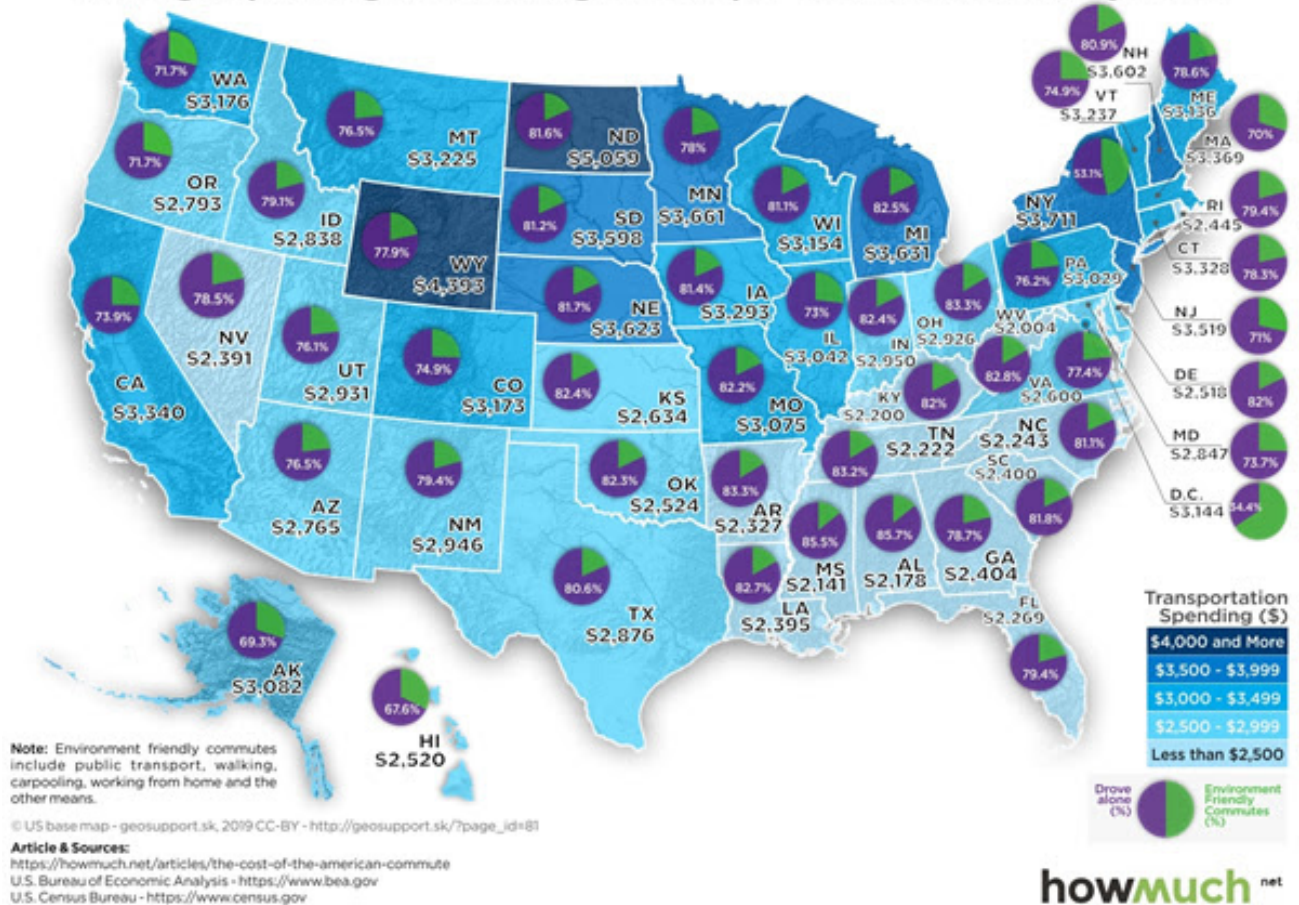 80.9%
NH
$3,602
74.9%
VT
$3,237
78.6%
ME
$3,136
71.7%
WA
$3,176
76.5%
MT
$3,225
81.6%
ND
$5,059
78%
MN
$3,661
70%
MA
$3,369
71.7%
OR
$2,793
79.1%
ID
$2,838
77.9%
WY
$4,393
81.2%
SD
$3,598
81.1%
WI
$3,154
82.5%
MI
$3,631
53.1%
NY
$3,711
79.4%
RI
$2,445
78.3%
CT
$3,328
73.9%
CA
$3,340
78.5%
NV
$2,391
76.1%
UT
$2,931
74.9%
CO
$3,173
81.7%
NE
$3,623
81.4%
IA
$3,293
73%
IL
$3,042
82.4%
IN
$2,950
83.3%
OH
$2,926
76.2%
PA
$3,029
71%
NJ
$3,519
WV
$2,004
82.8%
77.4%
VA
$2,600
82%
KY
$2,200
82%
DE
$2,518
73.7%
MD
$2,847
34.4%
D.C.
$3,144
76.5%
AZ
$2,765
79.4%
NM
$2,946
82.4%
KS
$2,634
82.2%
MO
$3,075
82.3%
OK
$2,524
83.3%
AR
$2,327
83.2%
TN
$2,222
81.1%
NC
$2,243
SC
$2,400
81.8%
80.6%
TX
$2,876
82.7%
LA
$2,395
85.5%
MS
$2,141
85.7%
AL
$2,178
78.7%
GA
$2,404
FL
$2,269
79.4%
69.3%
AK
$3,082
67.6%
HI
$2,520
Transportation
Spending ($)
$4,000 and More
$3,500 - $3,999
$3,000 - $3,499
$2,500 - $2,999
Less than $2,500
Drove
alone
(%)
Environment
Friendly
Commutes
(%)
Note: Environment friendly commutes
include public transport, walking,
carpooling, working from home and the
other means.
© US base map - geosupport.sk, 2019 CC-BY - http://geosupport.sk/?page_id=81
Article & Sources:
https://howmuch.net/articles/the-cost-of-the-american-commute
U.S. Bureau of Economic Analysis - https://www.bea.gov
U.S. Census Bureau - https://www.census.gov
howmuch net